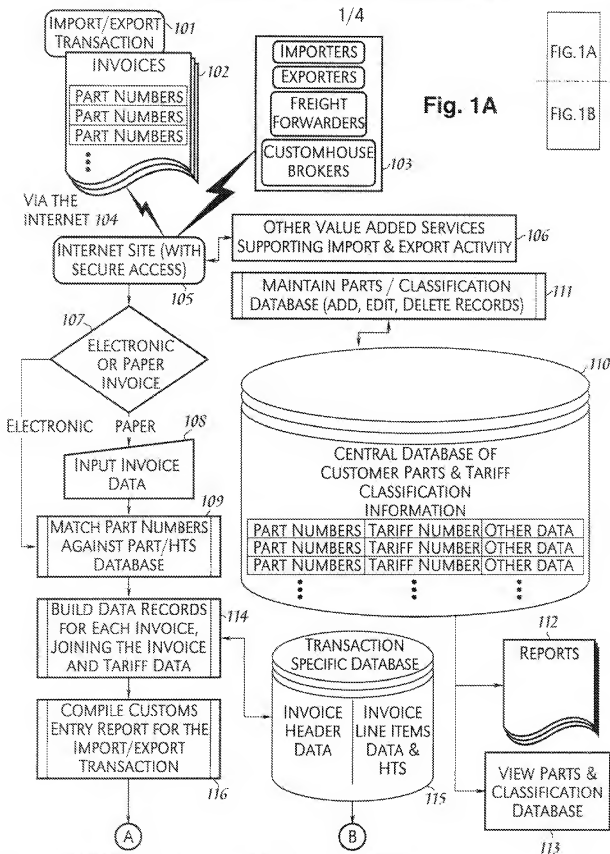 1/4
Fig. 1A
FIG.1A
FIG.1B
IMPORT/EXPORT
TRANSACTION
101
INVOICES
102
PART NUMBERS
PART NUMBERS
PART NUMBERS
IMPORTERS
EXPORTERS
FREIGHT
FORWARDERS
CUSTOMHOUSE
BROKERS
103
VIA THE
INTERNET 104
INTERNET SITE (WITH
SECURE ACCESS)
105
OTHER VALUE ADDED SERVICES
SUPPORTING IMPORT & EXPORT ACTIVITY
106
MAINTAIN PARTS / CLASSIFICATION
DATABASE (ADD, EDIT, DELETE RECORDS)
111
107
ELECTRONIC
OR PAPER
INVOICE
ELECTRONIC
PAPER
108
INPUT INVOICE
DATA
109
MATCH PART NUMBERS
AGAINST PART/HTS
DATABASE
110
CENTRAL DATABASE OF
CUSTOMER PARTS & TARIFF
CLASSIFICATION
INFORMATION
PART NUMBERS TARIFF NUMBER OTHER DATA
PART NUMBERS TARIFF NUMBER OTHER DATA
PART NUMBERS TARIFF NUMBER OTHER DATA
BUILD DATA RECORDS
FOR EACH INVOICE,
JOINING THE INVOICE
AND TARIFF DATA
114
TRANSACTION
SPECIFIC DATABASE
INVOICE
HEADER
DATA
INVOICE
LINE ITEMS
DATA &
HTS
115
112
REPORTS
COMPILE CUSTOMS
ENTRY REPORT FOR THE
IMPORT/EXPORT
TRANSACTION
116
VIEW PARTS &
CLASSIFICATION
DATABASE
113
A
B